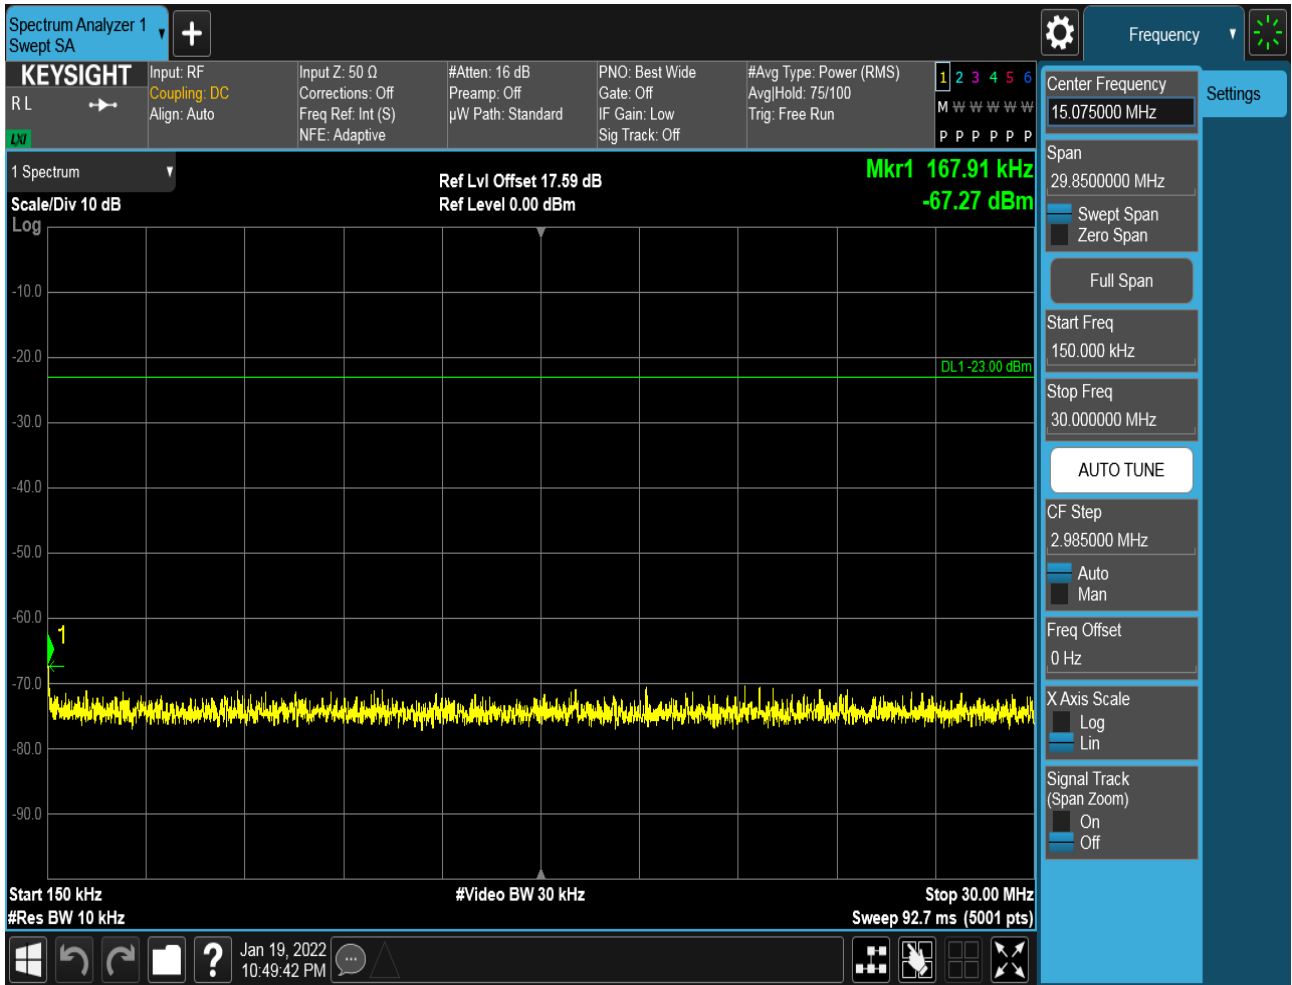 Spectrum Analyzer 1
Swept SA
Frequency
KEYSIGHT
R L
LXI
Input: RF
Coupling: DC
Align: Auto
Input Z: 50 Ω
Corrections: Off
Freq Ref: Int (S)
NFE: Adaptive
#Atten: 16 dB
Preamp: Off
µW Path: Standard
PNO: Best Wide
Gate: Off
IF Gain: Low
Sig Track: Off
#Avg Type: Power (RMS)
Avg|Hold: 75/100
Trig: Free Run
1 2 3 4 5 6
M W W W W W
P P P P P P
1 Spectrum
Scale/Div 10 dB
Log
Ref Lvl Offset 17.59 dB
Ref Level 0.00 dBm
Mkr1 167.91 kHz
-67.27 dBm
-10.0
-20.0
DL1 -23.00 dBm
-30.0
-40.0
-50.0
-60.0
1
-70.0
-80.0
-90.0
Start 150 kHz
#Res BW 10 kHz
#Video BW 30 kHz
Stop 30.00 MHz
Sweep 92.7 ms (5001 pts)
Center Frequency
15.075000 MHz
Settings
Span
29.8500000 MHz
Swept Span
Zero Span
Full Span
Start Freq
150.000 kHz
Stop Freq
30.000000 MHz
AUTO TUNE
CF Step
2.985000 MHz
Auto
Man
Freq Offset
0 Hz
X Axis Scale
Log
Lin
Signal Track
(Span Zoom)
On
Off
?
Jan 19, 2022
10:49:42 PM